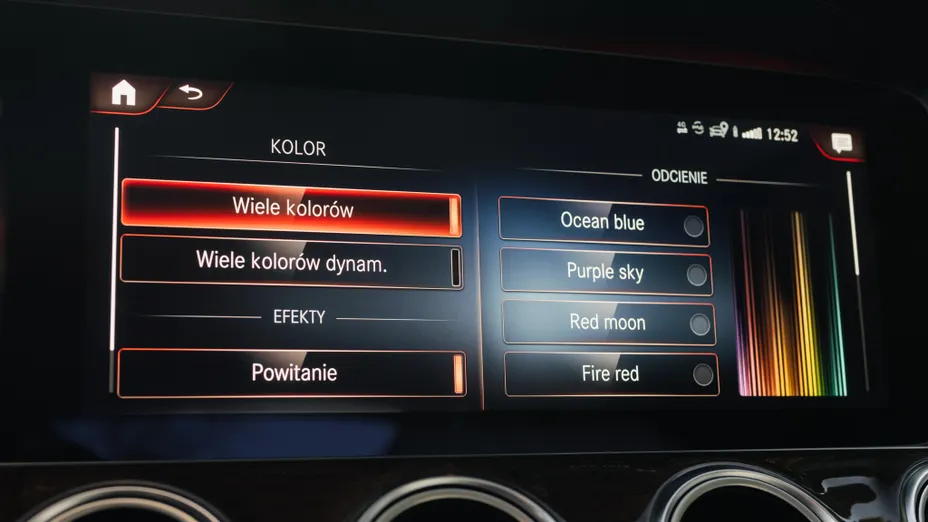 4G
12:52
KOLOR
Wiele kolorów
Wiele kolorów dynam.
EFEKTY
Powitanie
ODCIENIE
Ocean blue
Purple sky
Red moon
Fire red